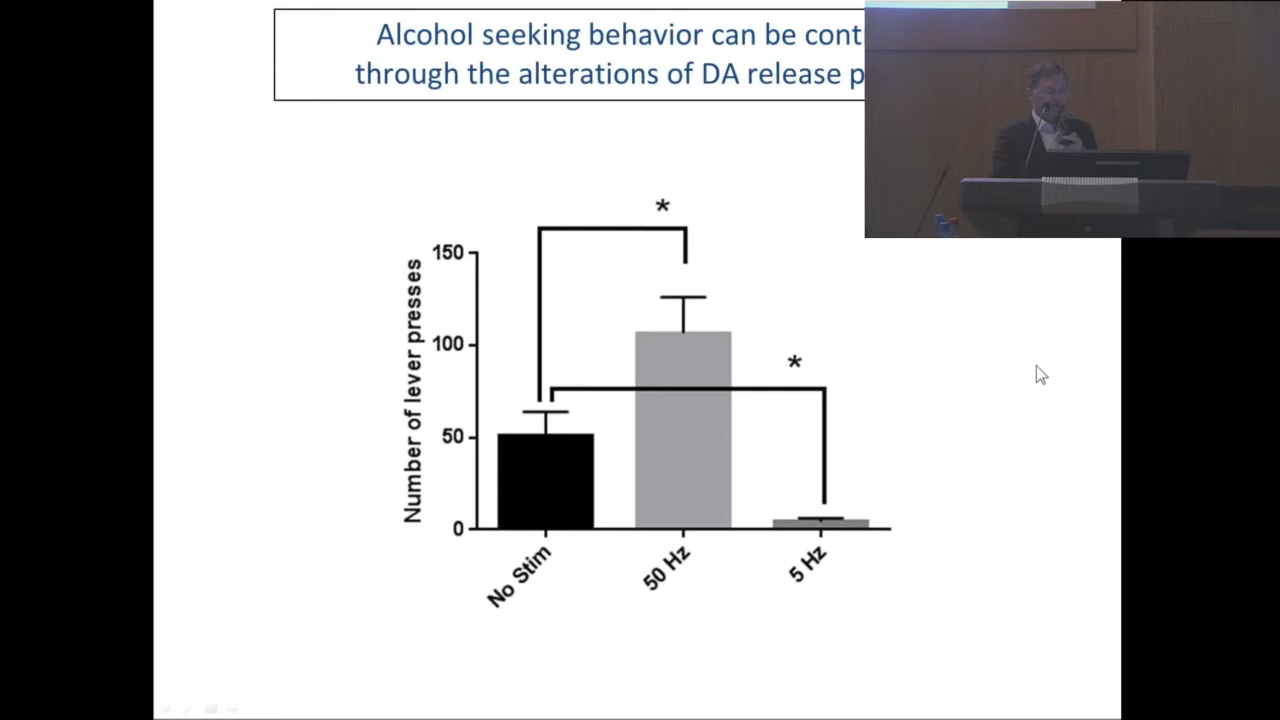 Alcohol seeking behavior can be cont
through the alterations of DA release p
*
150
*
100
50
0
Number of lever presses
No Stim
50 Hz
5 Hz